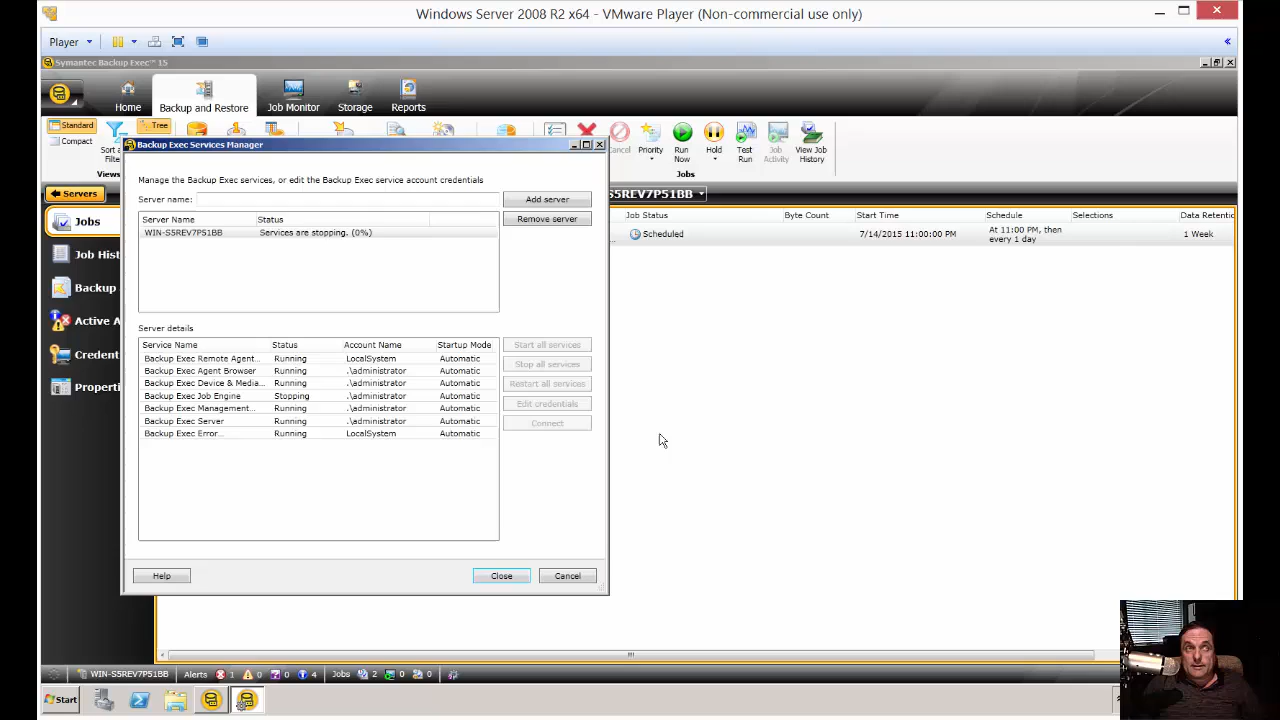 Windows Server 2008 R2 x64 - VMware Player (Non-commercial use only)
Player
Symantec Backup Exec™ 15
Home
Backup and Restore
Job Monitor
Storage
Reports
Standard
Compact
Tree
Sort a
Filte
Views
Cancel
Priority
Run Now
Hold
Test Run
Job Activity
View Job History
Jobs
Servers
S5REV7P51BB
Jobs
Job Hist
Backup
Active A
Credent
Properti
Job Status
Byte Count
Start Time
Schedule
Selections
Data Retentic
Scheduled
7/14/2015 11:00:00 PM
At 11:00 PM, then
every 1 day
1 Week
Backup Exec Services Manager
Manage the Backup Exec services, or edit the Backup Exec service account credentials
Server name:
Add server
Server Name Status
Remove server
WIN-S5REV7P51BB Services are stopping. (0%)
Server details
Service Name Status Account Name Startup Mode
Backup Exec Remote Agent... Running LocalSystem Automatic
Backup Exec Agent Browser Running .\administrator Automatic
Backup Exec Device & Media... Running .\administrator Automatic
Backup Exec Job Engine Stopping .\administrator Automatic
Backup Exec Management... Running .\administrator Automatic
Backup Exec Server Running .\administrator Automatic
Backup Exec Error... Running LocalSystem Automatic
Start all services
Stop all services
Restart all services
Edit credentials
Connect
Help
Close
Cancel
WIN-S5REV7P51BB Alerts 1 0 0 4 Jobs 2 0 0
Start